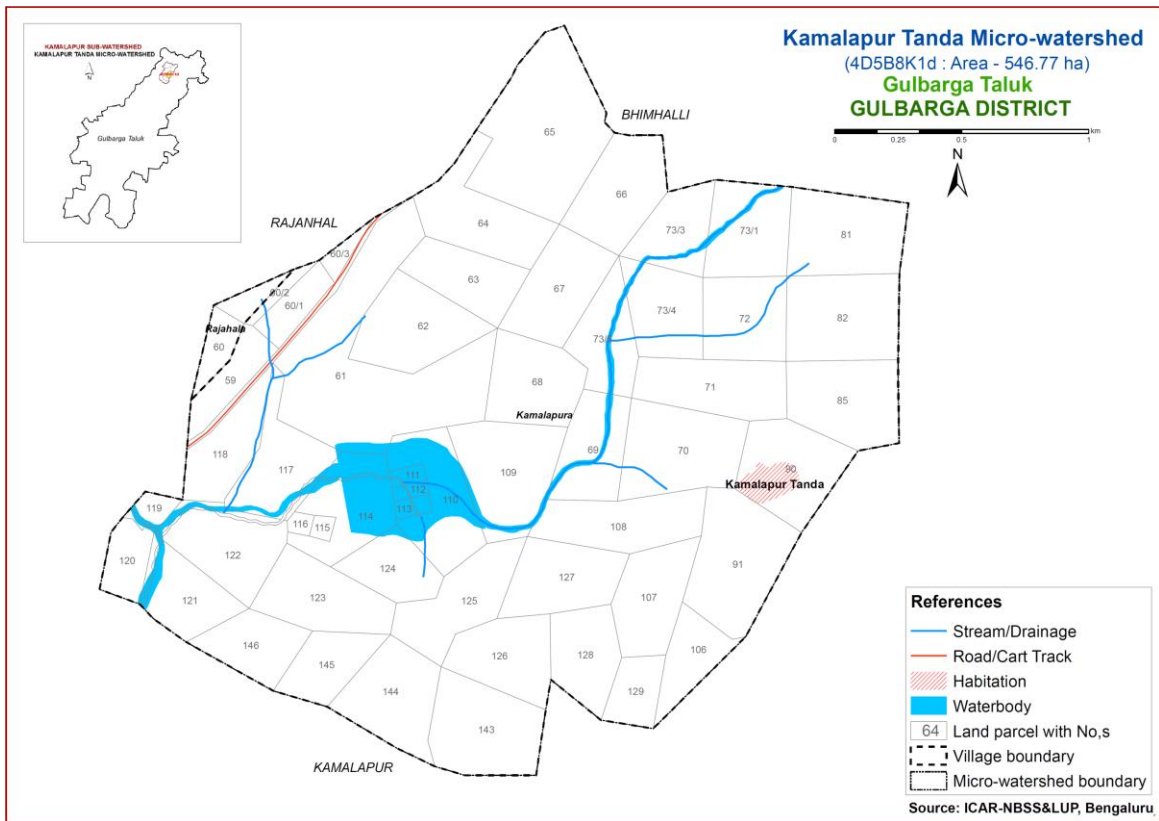 KAMALAPUR SUB-WATERSHED
KAMALAPUR TANDA MICRO-WATERSHED
N
Gulbarga Taluk
Kamalapur Tanda Micro-watershed
(4D5B8K1d : Area - 546.77 ha)
Gulbarga Taluk
GULBARGA DISTRICT
km
0 0.25 0.5 1
N
BHIMHALLI
RAJANHAL
65
66
64
73/3
73/1
81
60/3
63
67
60/2
60/1
73/4
72
82
Rajahala
60
62
59
61
68
71
85
Kamalapura
118
117
109
69
70
90
Kamalapur Tanda
111
112
110
113
114
119
116
115
108
120
122
124
127
91
121
123
125
107
146
145
126
128
106
144
129
143
KAMALAPUR
References
Stream/Drainage
Road/Cart Track
Habitation
Waterbody
64 Land parcel with No,s
Village boundary
Micro-watershed boundary
Source: ICAR-NBSS&LUP, Bengaluru